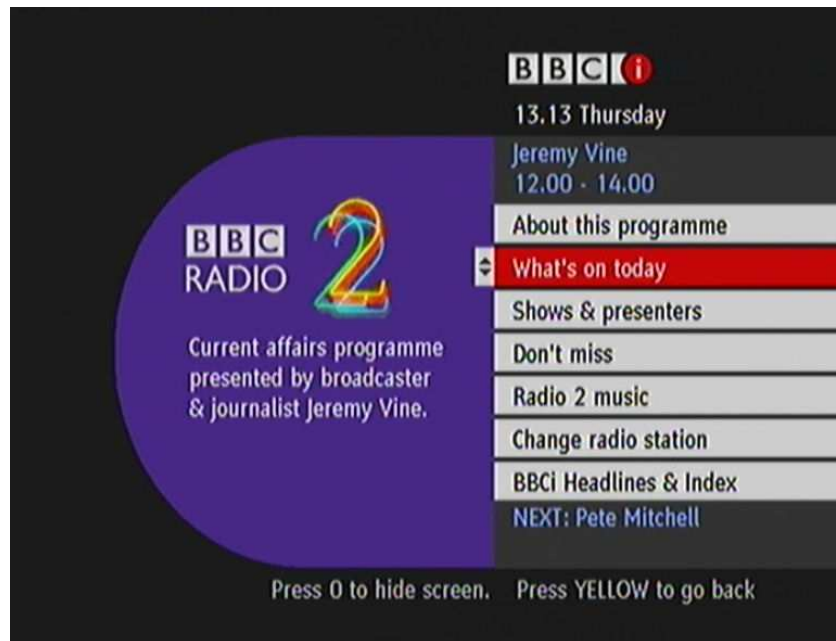 BBCi
13.13 Thursday
Jeremy Vine
12.00 - 14.00
About this programme
What's on today
Shows & presenters
Don't miss
Radio 2 music
Change radio station
BBCi Headlines & Index
NEXT: Pete Mitchell
BBC
RADIO 2
Current affairs programme
presented by broadcaster
& journalist Jeremy Vine.
Press 0 to hide screen. Press YELLOW to go back